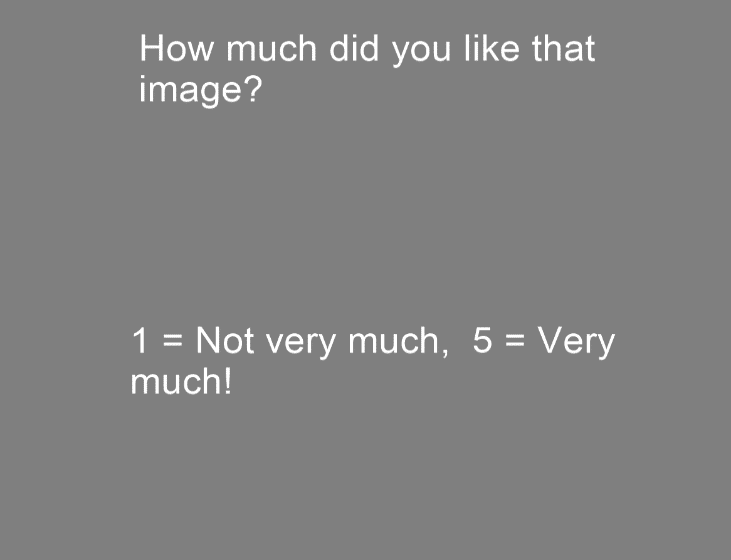 How much did you like that
image?
1 = Not very much,  5 = Very
much!